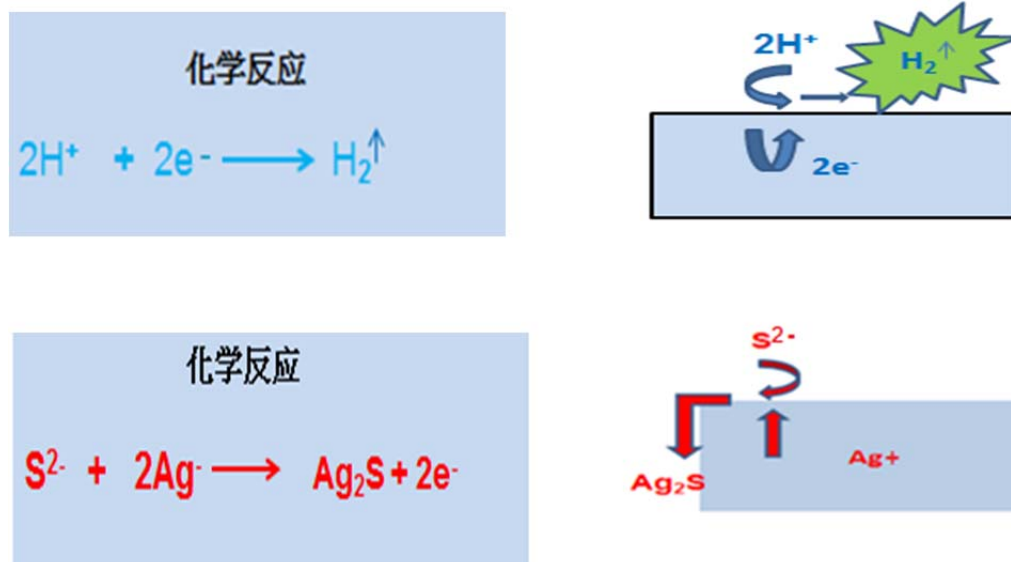 化学反应
2H⁺ + 2e⁻ ⟶ H₂↑
2H⁺
H₂↑
2e⁻
化学反应
S²⁻ + 2Ag⁻ ⟶ Ag₂S + 2e⁻
S²⁻
Ag+
Ag₂S